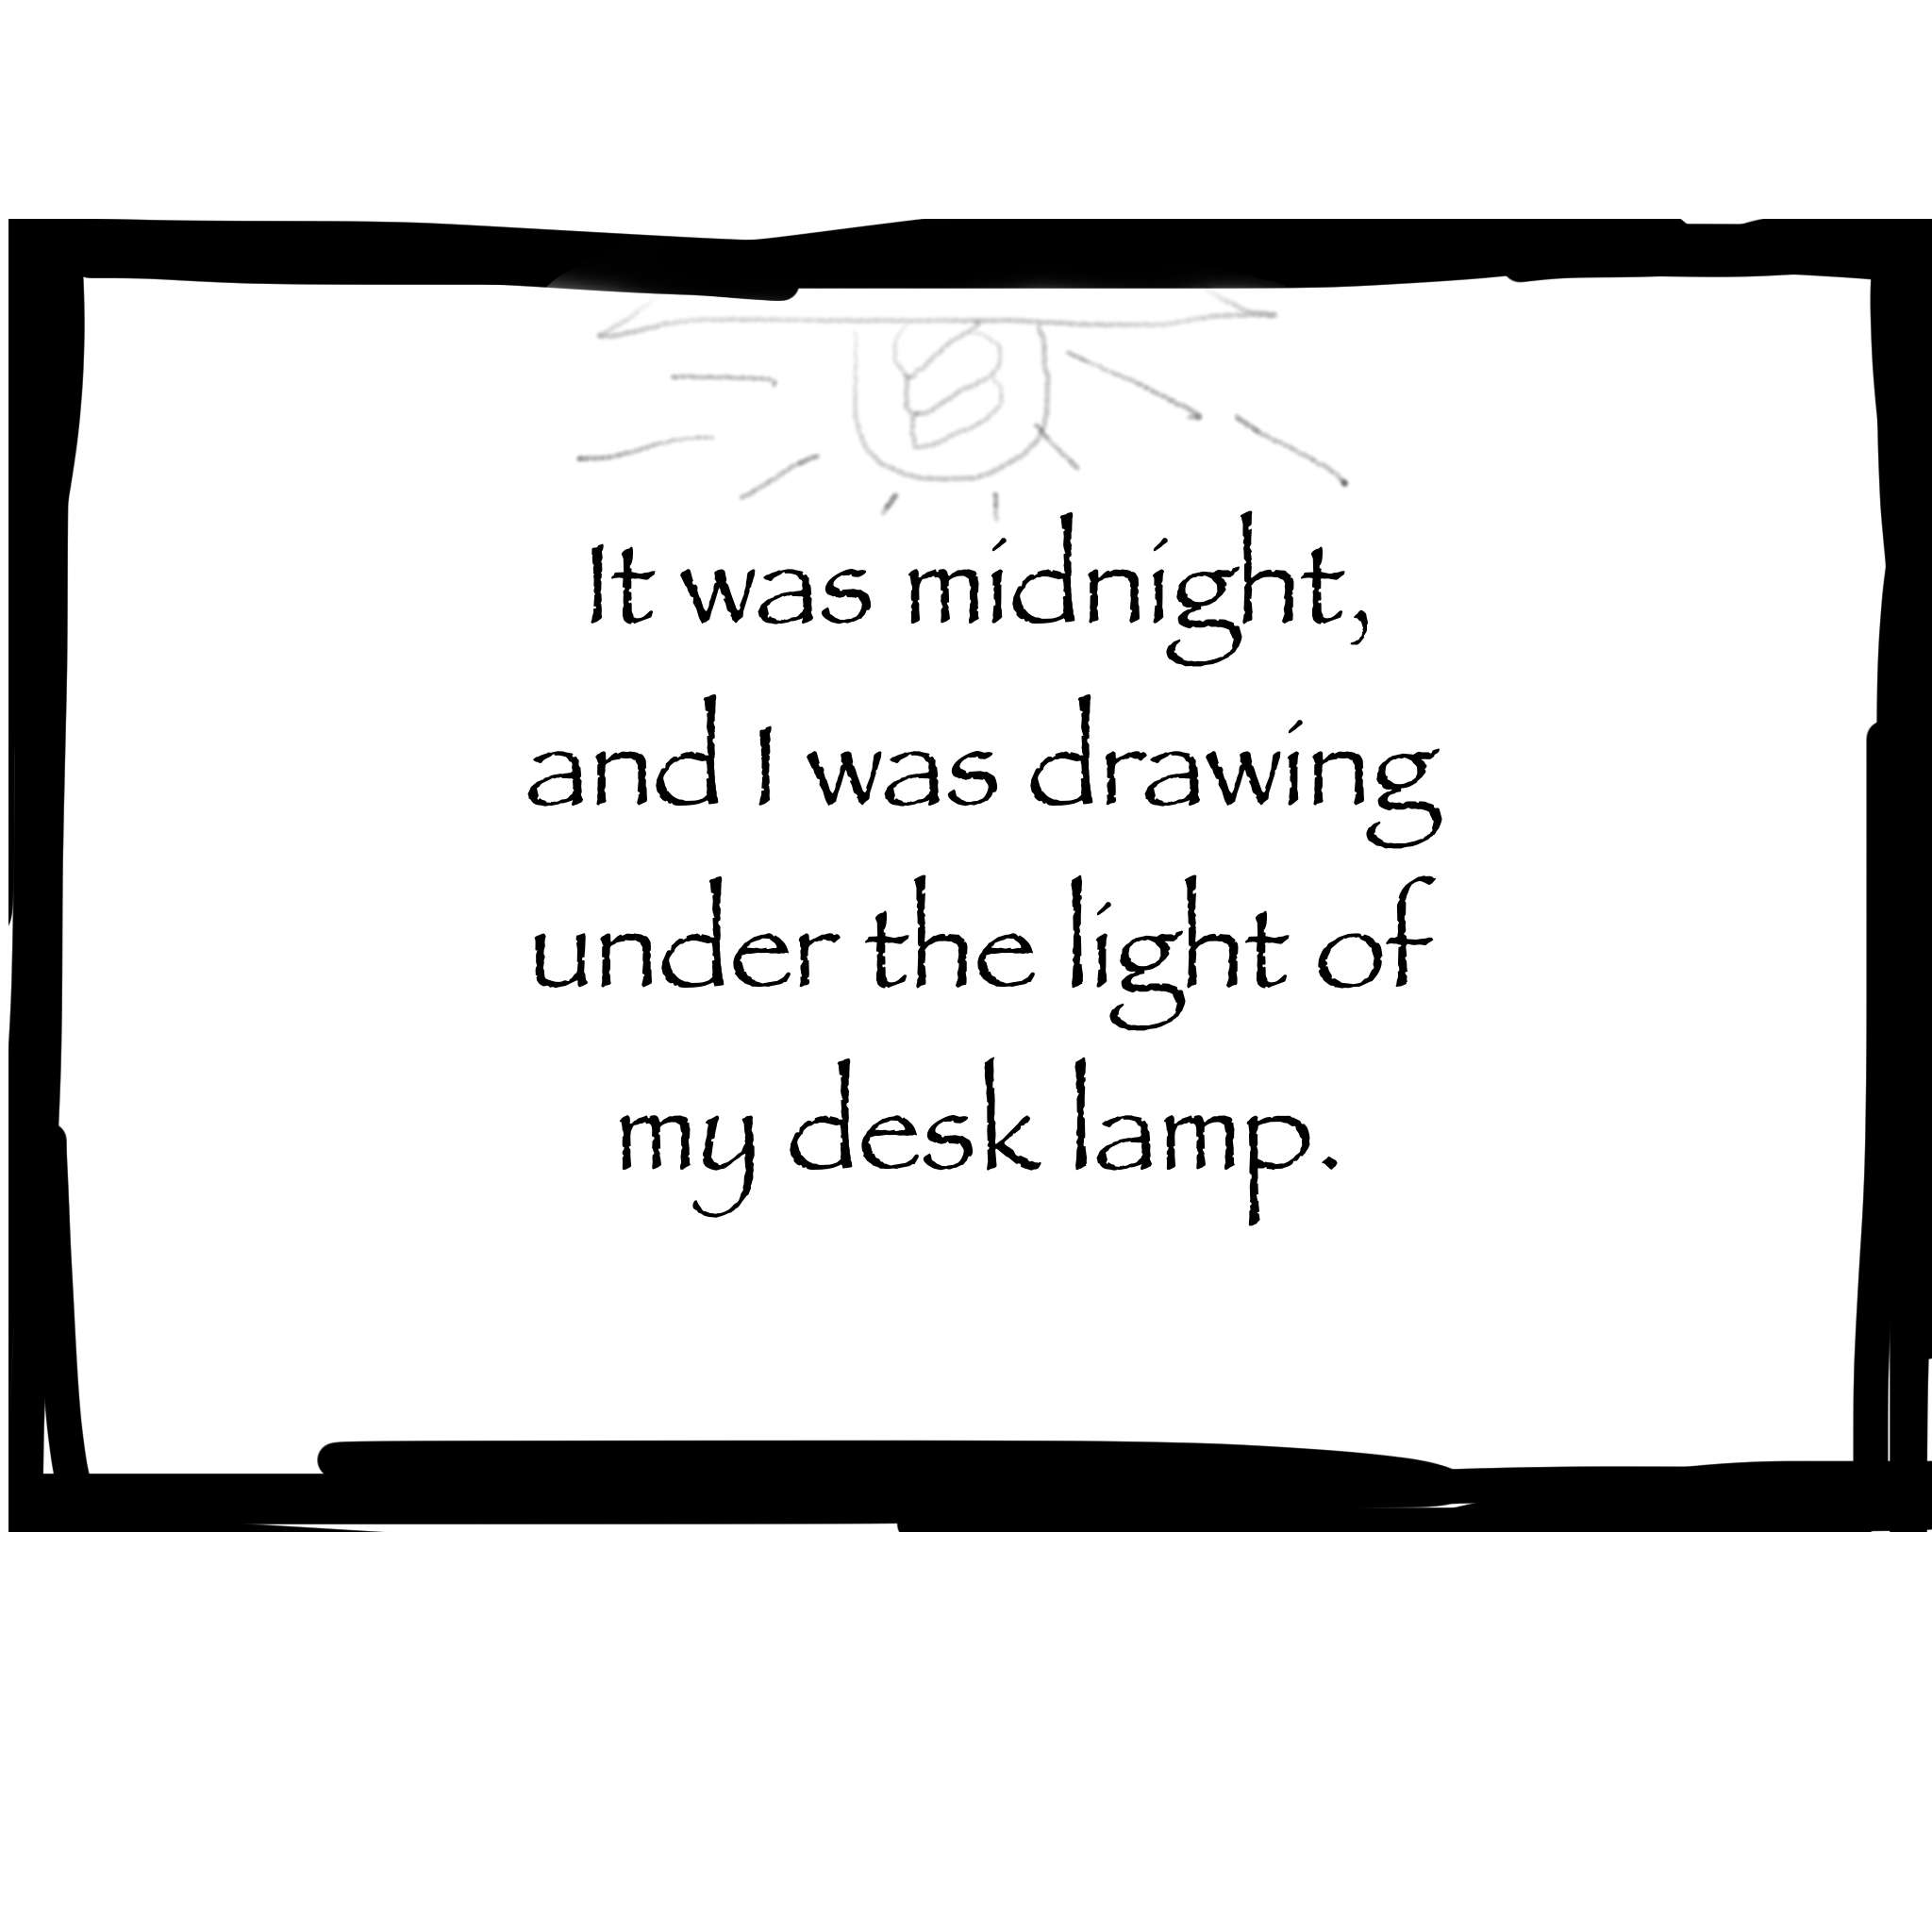 It was midnight,
and I was drawing
under the light of
my desk lamp.